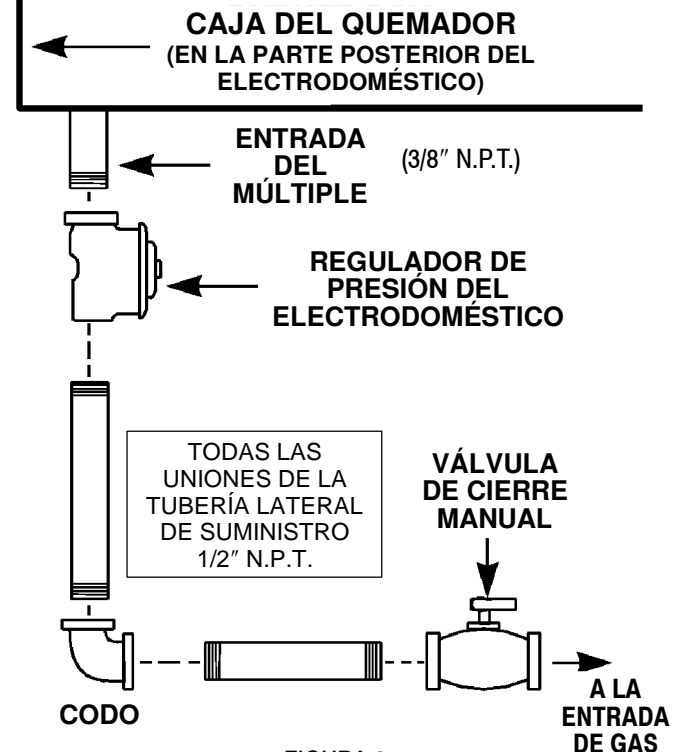 CAJA DEL QUEMADOR
(EN LA PARTE POSTERIOR DEL
ELECTRODOMÉSTICO)
ENTRADA
DEL
MÚLTIPLE
(3/8″ N.P.T.)
REGULADOR DE
PRESIÓN DEL
ELECTRODOMÉSTICO
TODAS LAS
UNIONES DE LA
TUBERÍA LATERAL
DE SUMINISTRO
1/2″ N.P.T.
VÁLVULA
DE CIERRE
MANUAL
CODO
A LA
ENTRADA
DE GAS